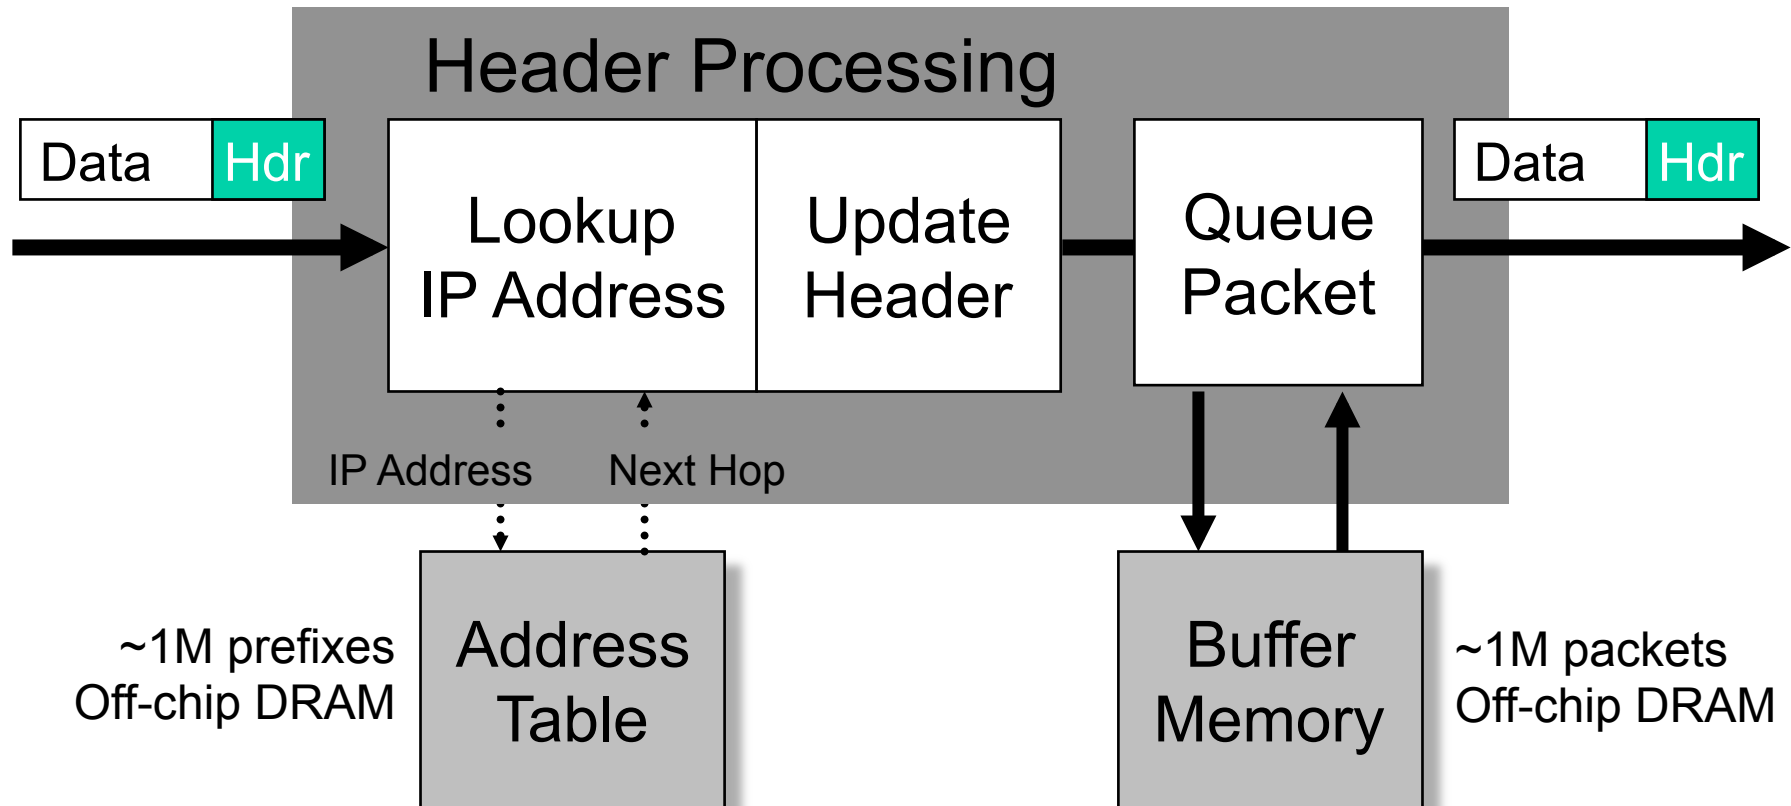 Header Processing
Data Hdr
Lookup
IP Address
Update
Header
Queue
Packet
Data Hdr
IP Address
Next Hop
~1M prefixes
Off-chip DRAM
Address
Table
Buffer
Memory
~1M packets
Off-chip DRAM